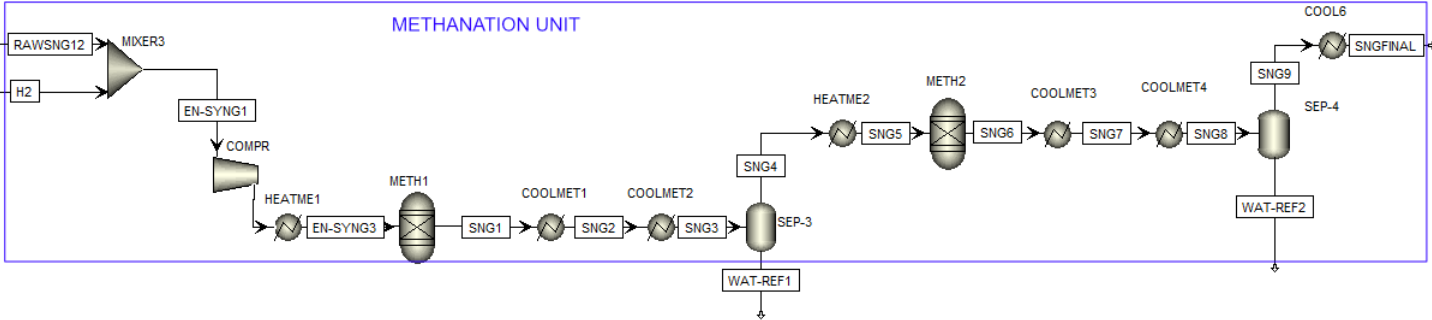 METHANATION UNIT
COOL6
RAWSNG12
MIXER3
SNGFINAL
SNG9
METH2
H2
COOLMET4
COOLMET3
HEATME2
EN-SYNG1
SEP-4
SNG5
SNG6
SNG7
SNG8
COMPR
SNG4
METH1
HEATME1
COOLMET1
COOLMET2
WAT-REF2
EN-SYNG3
SNG1
SNG2
SNG3
SEP-3
WAT-REF1